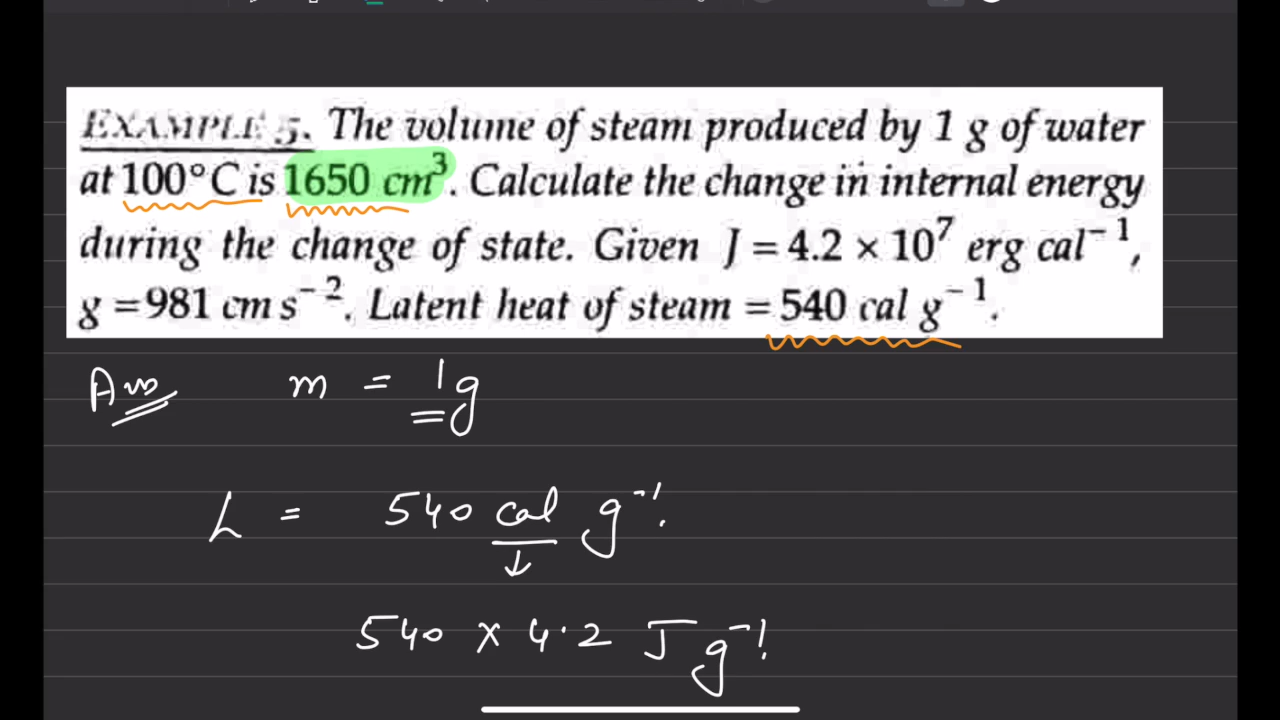 EXAMPLE 5. The volume of steam produced by 1 g of water
at 100°C is 1650 cm³. Calculate the change in internal energy
during the change of state. Given J = 4.2 × 10⁷ erg cal⁻¹,
g = 981 cm s⁻². Latent heat of steam = 540 cal g⁻¹.
Ans m = 1g
L = 540 cal g⁻¹.
↓
540 × 4.2 J g⁻¹